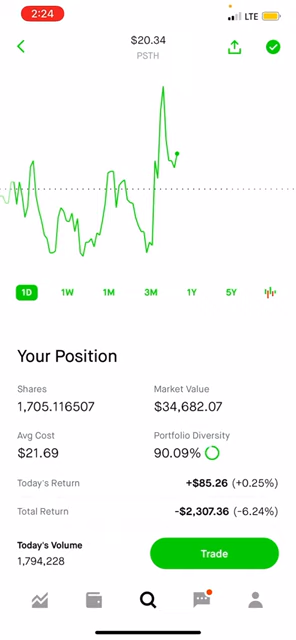 2:24
LTE
$20.34
PSTH
1D 1W 1M 3M 1Y 5Y
Your Position
Shares Market Value
1,705.116507 $34,682.07
Avg Cost Portfolio Diversity
$21.69 90.09%
Today's Return +$85.26 (+0.25%)
Total Return -$2,307.36 (-6.24%)
Today's Volume
1,794,228
Trade